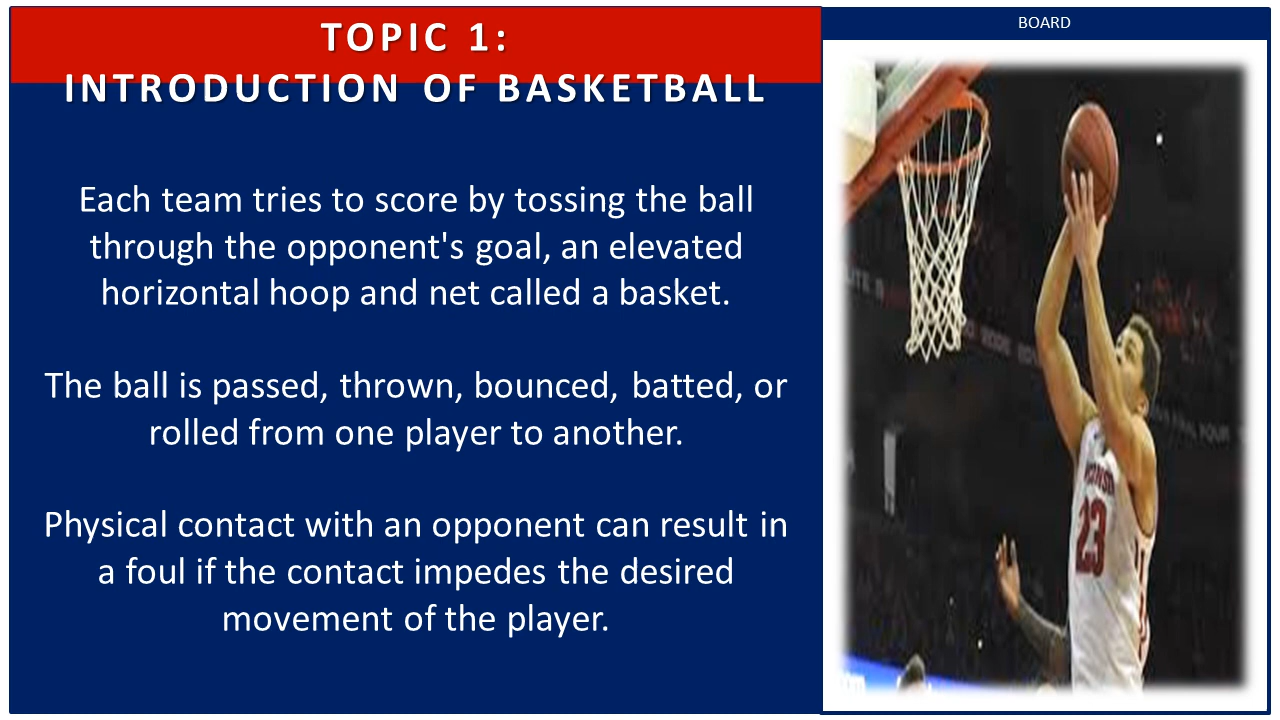 TOPIC 1:
INTRODUCTION OF BASKETBALL
Each team tries to score by tossing the ball
through the opponent's goal, an elevated
horizontal hoop and net called a basket.
The ball is passed, thrown, bounced, batted, or
rolled from one player to another.
Physical contact with an opponent can result in
a foul if the contact impedes the desired
movement of the player.
BOARD
FINAL FOUR
23